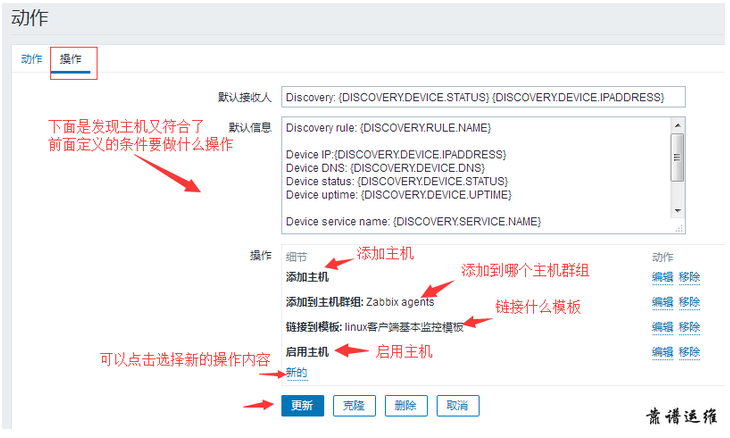 动作
动作 操作
默认接收人 Discovery: {DISCOVERY.DEVICE.STATUS} {DISCOVERY.DEVICE.IPADDRESS}
下面是发现主机又符合了
前面定义的条件要做什么操作
默认信息 Discovery rule: {DISCOVERY.RULE.NAME}
Device IP:{DISCOVERY.DEVICE.IPADDRESS}
Device DNS: {DISCOVERY.DEVICE.DNS}
Device status: {DISCOVERY.DEVICE.STATUS}
Device uptime: {DISCOVERY.DEVICE.UPTIME}
Device service name: {DISCOVERY.SERVICE.NAME}
操作 细节 动作
添加主机
添加主机 编辑 移除
添加到哪个主机群组
添加到主机群组: Zabbix agents 编辑 移除
链接什么模板
链接到模板: linux客户端基本监控模板 编辑 移除
启用主机 启用主机 编辑 移除
可以点击选择新的操作内容
新的
更新 克隆 删除 取消
靠谱运维